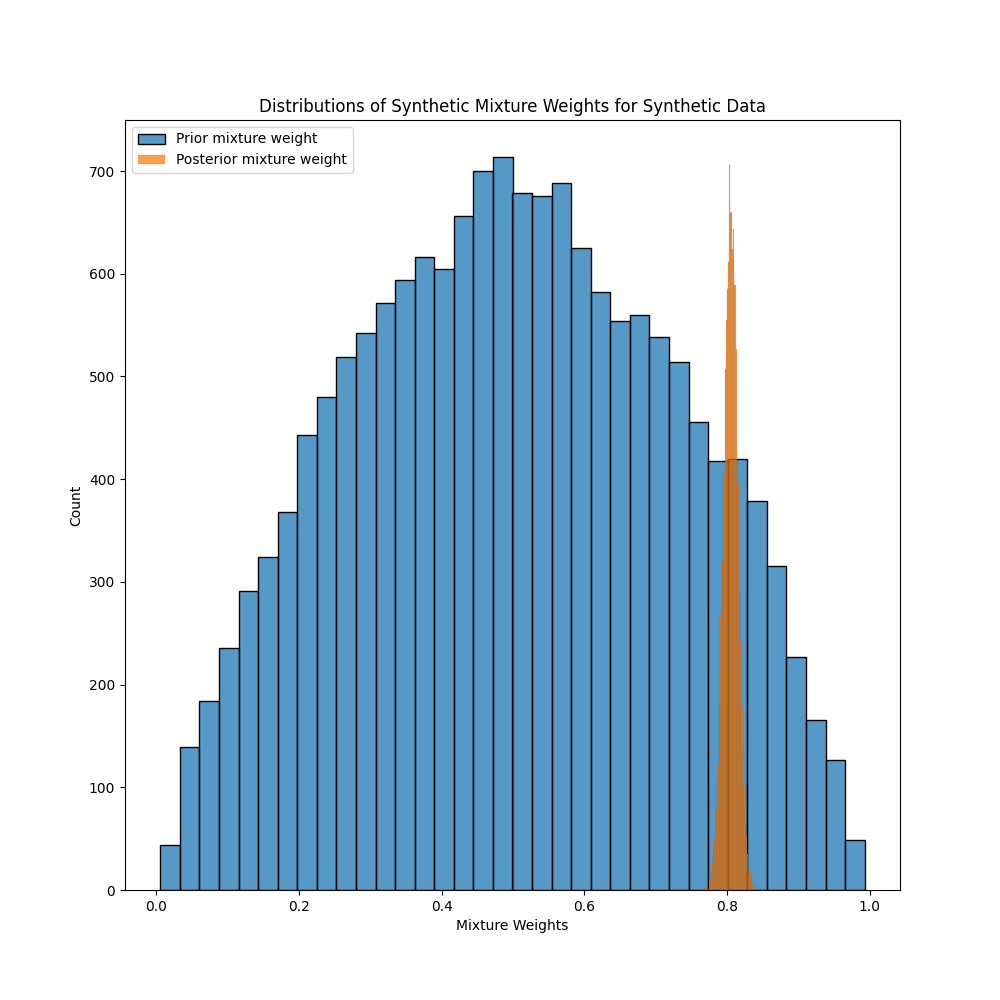 Distributions of Synthetic Mixture Weights for Synthetic Data
Prior mixture weight
Posterior mixture weight
700
600
500
400
300
200
100
0
Count
0.0 0.2 0.4 0.6 0.8 1.0
Mixture Weights